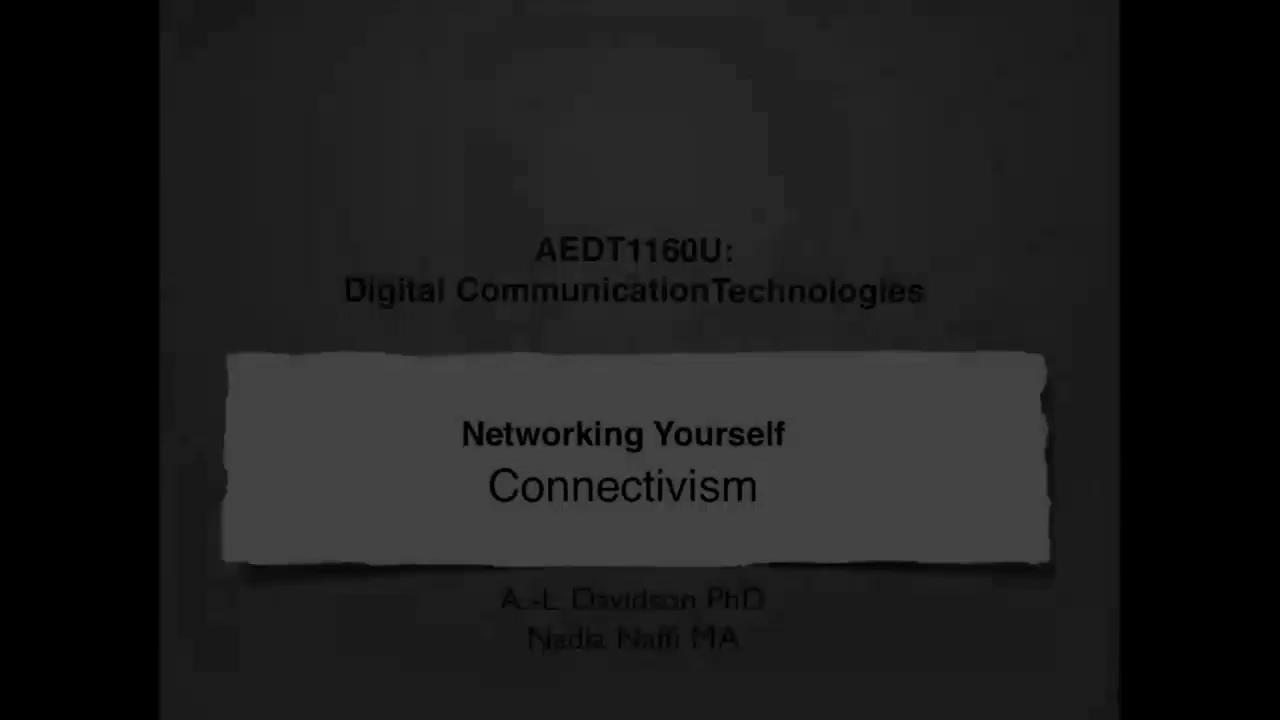 AEDT1160U:
Digital CommunicationTechnologies
Networking Yourself
Connectivism
A.-L. Davidson PhD
Nadia Naffi MA